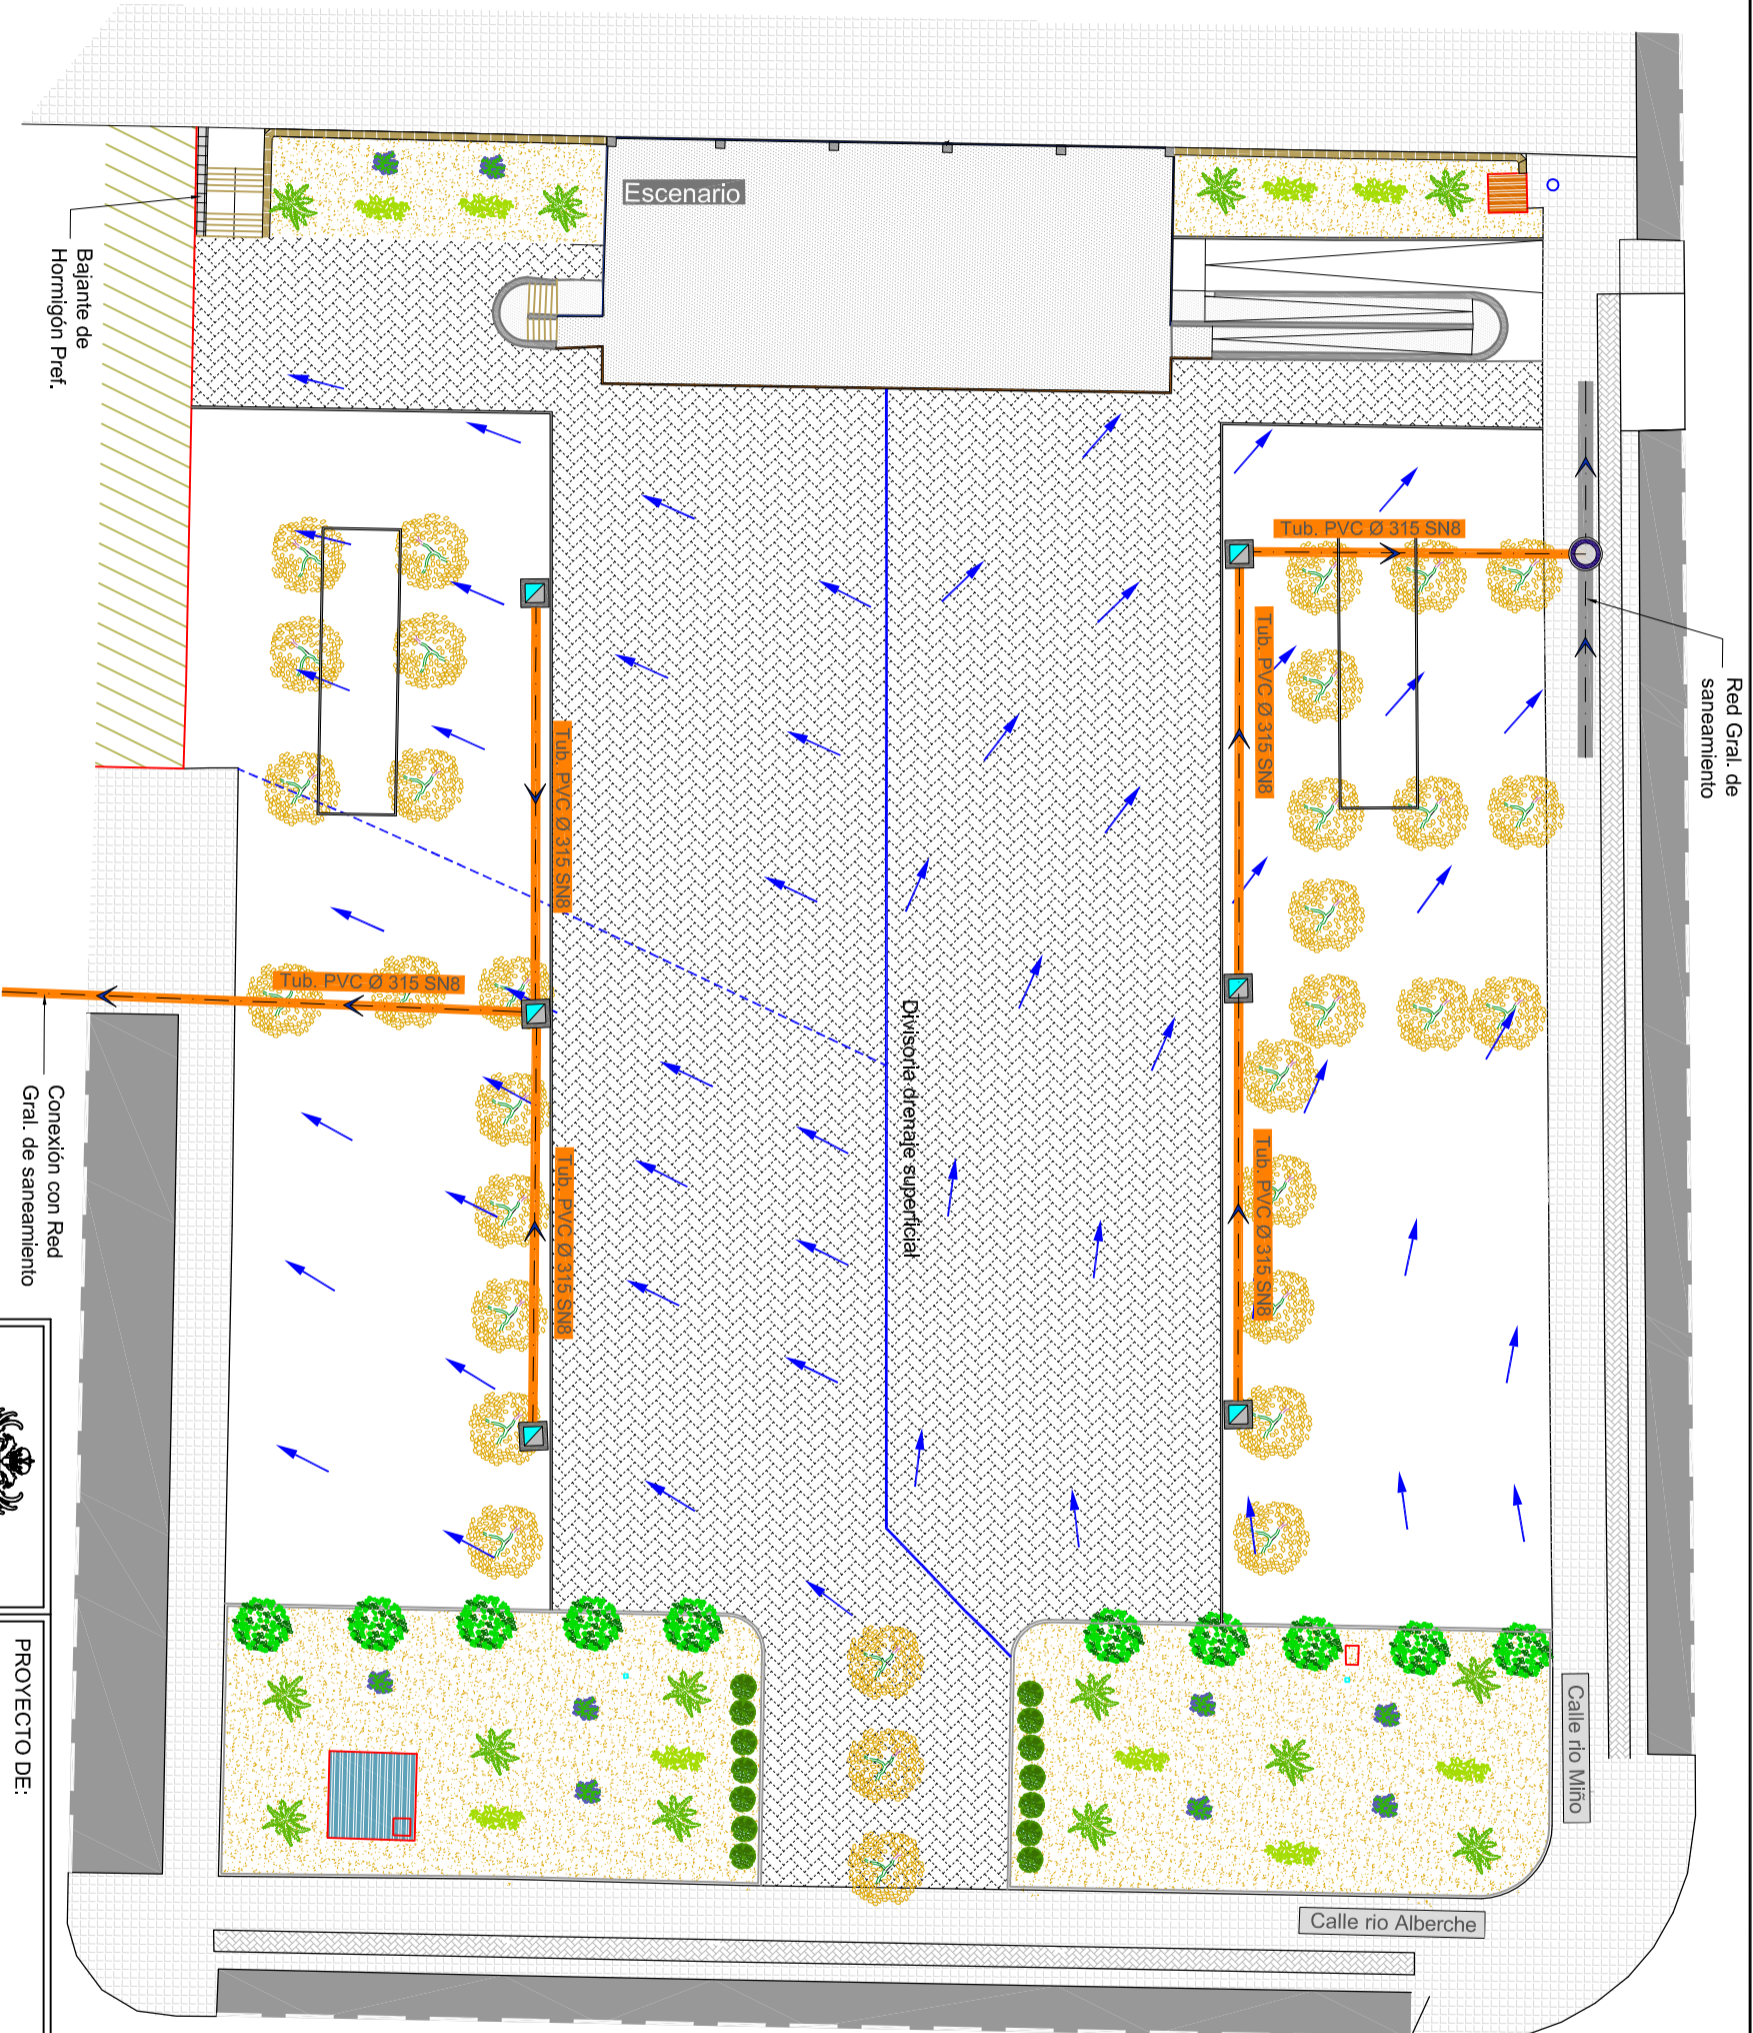 Escenario
Bajante de
Hormigón Pref.
Tub. PVC Ø 315 SN8
Red Gral. de
saneamiento
Tub. PVC Ø 315 SN8
Tub. PVC Ø 315 SN8
Tub. PVC Ø 315 SN8
Divisoria drenaje superficial
Conexión con Red
Gral. de saneamiento
Tub. PVC Ø 315 SN8
Tub. PVC Ø 315 SN8
PROYECTO DE:
Calle rio Miño
Calle rio Alberche